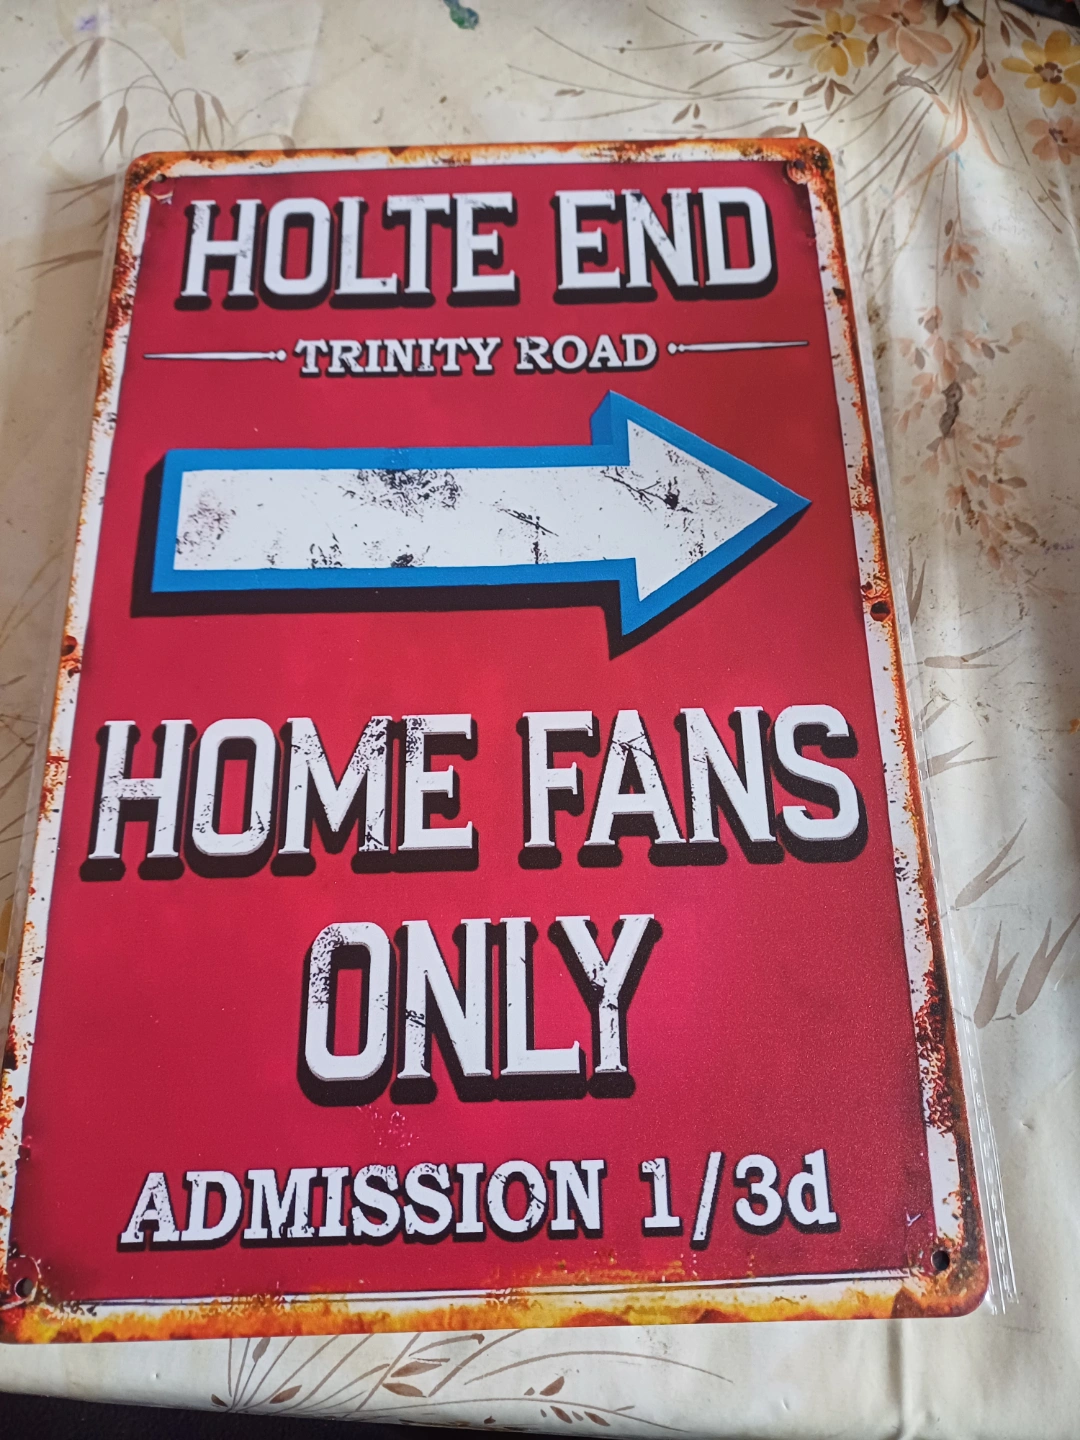 HOLTE END
TRINITY ROAD
HOME FANS
ONLY
ADMISSION 1/3d